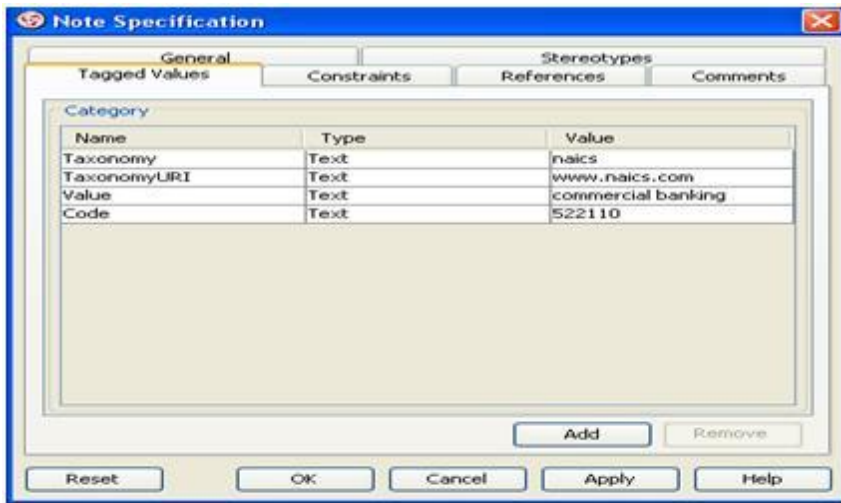 Note Specification
General Stereotypes
Tagged Values Constraints References Comments
Category
Name Type Value
Taxonomy Text naics
TaxonomyURI Text www.naics.com
Value Text commercial banking
Code Text 522110
Add Remove
Reset OK Cancel Apply Help